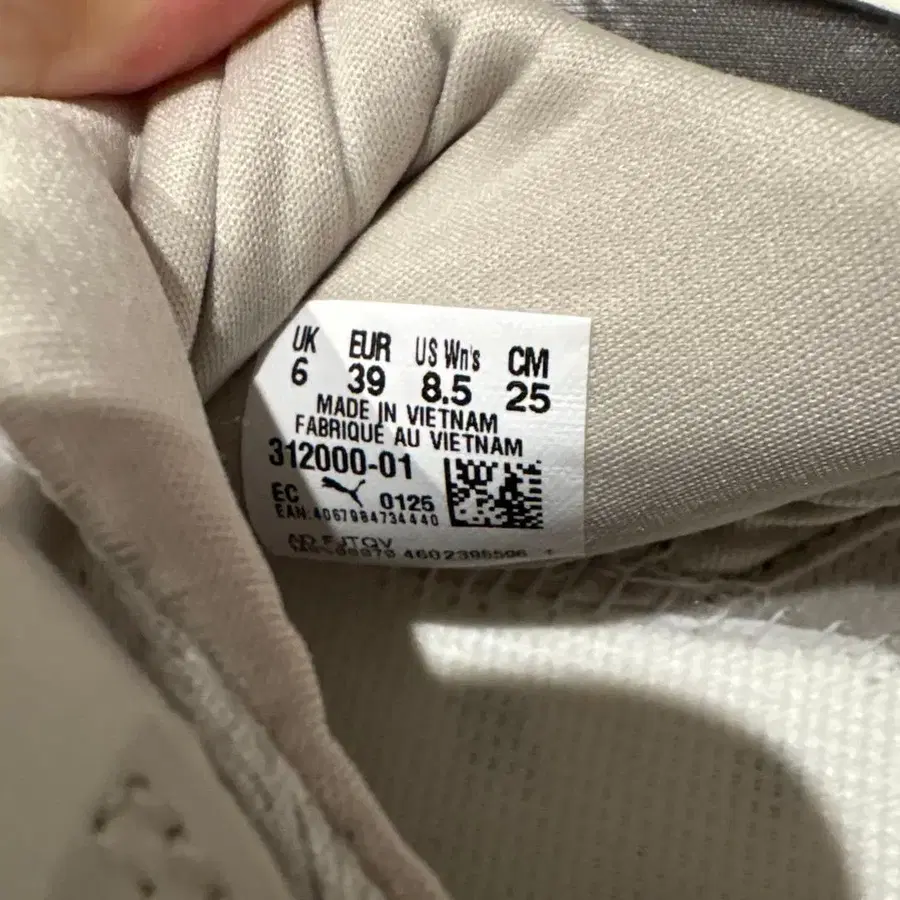 UK EUR US Wn's CM
6 39 8.5 25
MADE IN VIETNAM
FABRIQUÉ AU VIETNAM
312000-01
EC 0125
EAN:4067984734440
4602395596